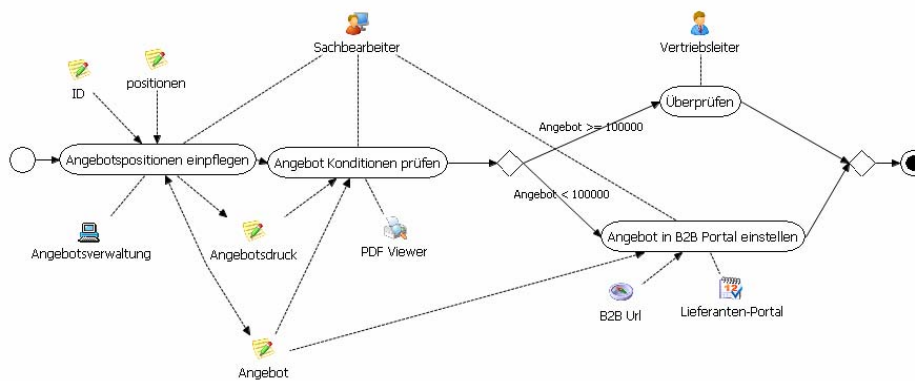 Sachbearbeiter
Vertriebsleiter
ID
positionen
Überprüfen
Angebot >= 100000
Angebotspositionen einpflegen
Angebot Konditionen prüfen
Angebot < 100000
Angebot in B2B Portal einstellen
Angebotsverwaltung
Angebotsdruck
PDF Viewer
12
B2B Url
Lieferanten-Portal
Angebot